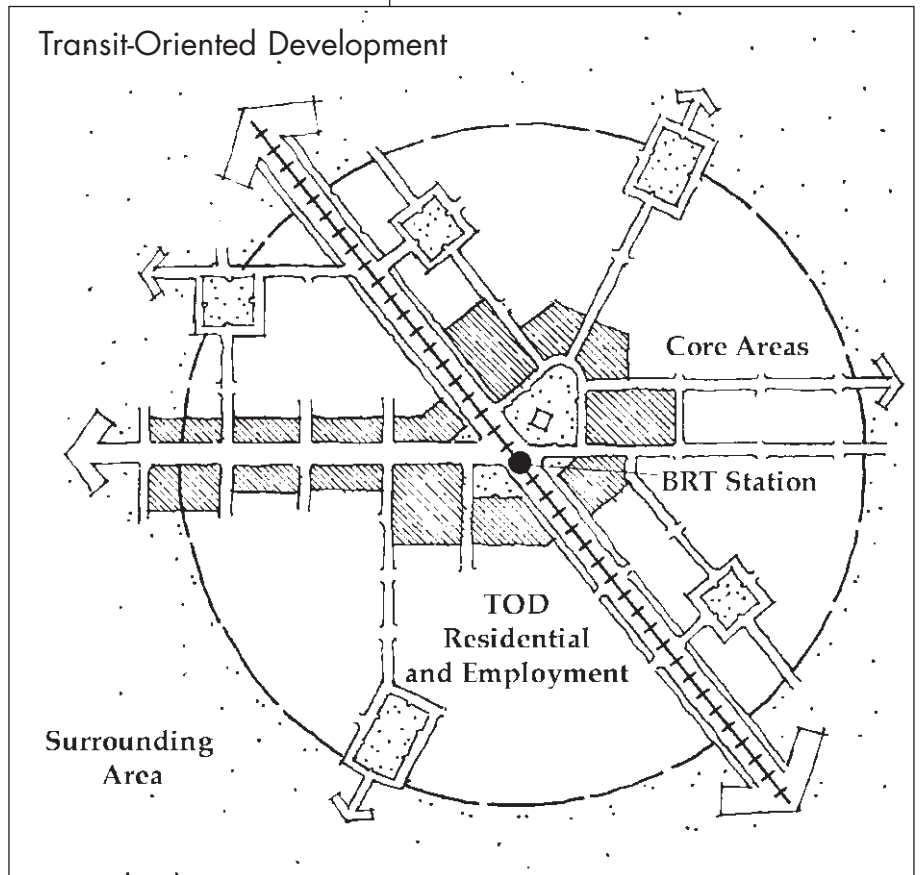 Transit-Oriented Development
Core Areas
BRT Station
TOD
Residential
and Employment
Surrounding
Area